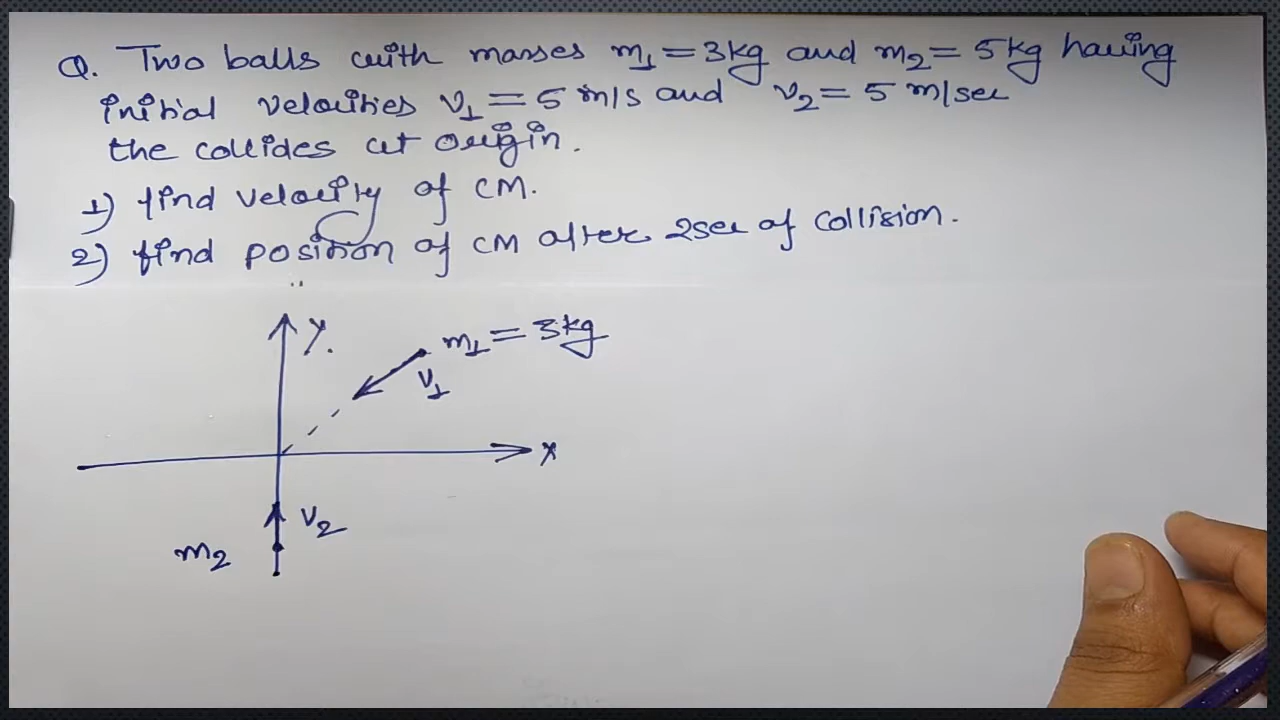 Q. Two balls with masses m₁ = 3kg and m₂ = 5kg having
initial velocities v₁ = 5 m/s and v₂ = 5 m/sec
the collides at origin.
1) find velocity of CM.
2) find position of CM after 2sec of collision.
y.
m₁ = 3kg
v₁
x
v₂
m₂